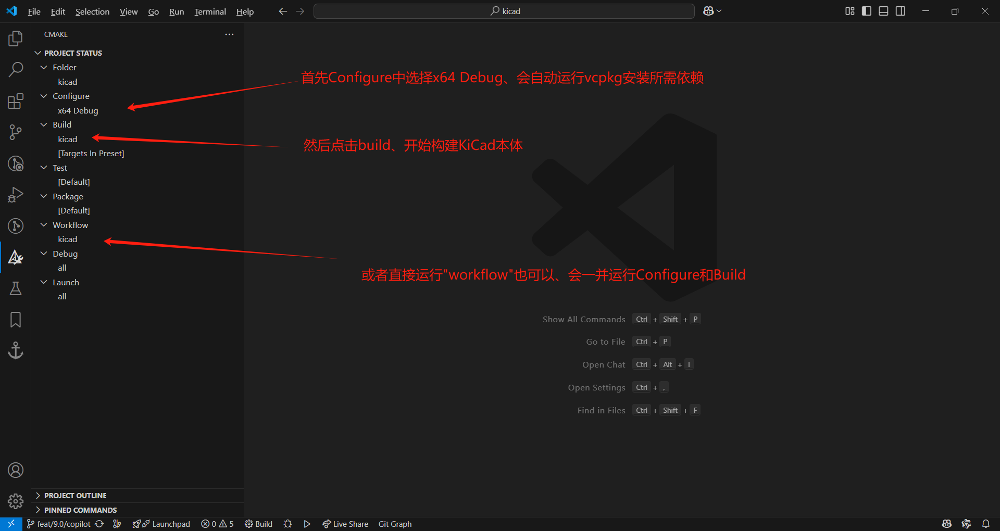 File Edit Selection View Go Run Terminal Help
kicad
CMAKE
PROJECT STATUS
Folder
kicad
Configure
x64 Debug
Build
kicad
[Targets In Preset]
Test
[Default]
Package
[Default]
Workflow
kicad
Debug
all
Launch
all
首先Configure中选择x64 Debug、会自动运行vcpkg安装所需依赖
然后点击build、开始构建KiCad本体
或者直接运行"workflow"也可以、会一并运行Configure和Build
Show All Commands Ctrl + Shift + P
Go to File Ctrl + P
Open Chat Ctrl + Alt + I
Open Settings Ctrl + ,
Find in Files Ctrl + Shift + F
PROJECT OUTLINE
PINNED COMMANDS
feat/9.0/copilot Launchpad 0 5 Build Live Share Git Graph